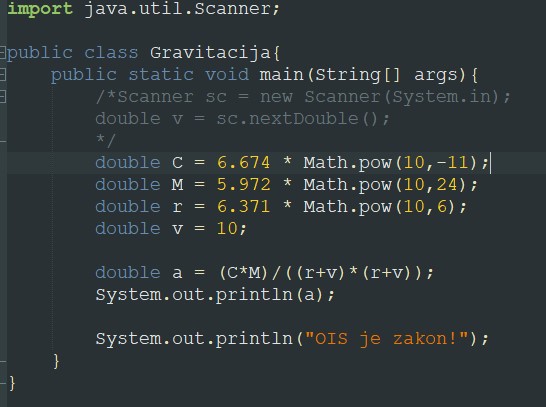 import java.util.Scanner;
public class Gravitacija{
public static void main(String[] args){
/*Scanner sc = new Scanner(System.in);
double v = sc.nextDouble();
*/
double C = 6.674 * Math.pow(10,-11);
double M = 5.972 * Math.pow(10,24);
double r = 6.371 * Math.pow(10,6);
double v = 10;
double a = (C*M)/((r+v)*(r+v));
System.out.println(a);
System.out.println("OIS je zakon!");
}
}